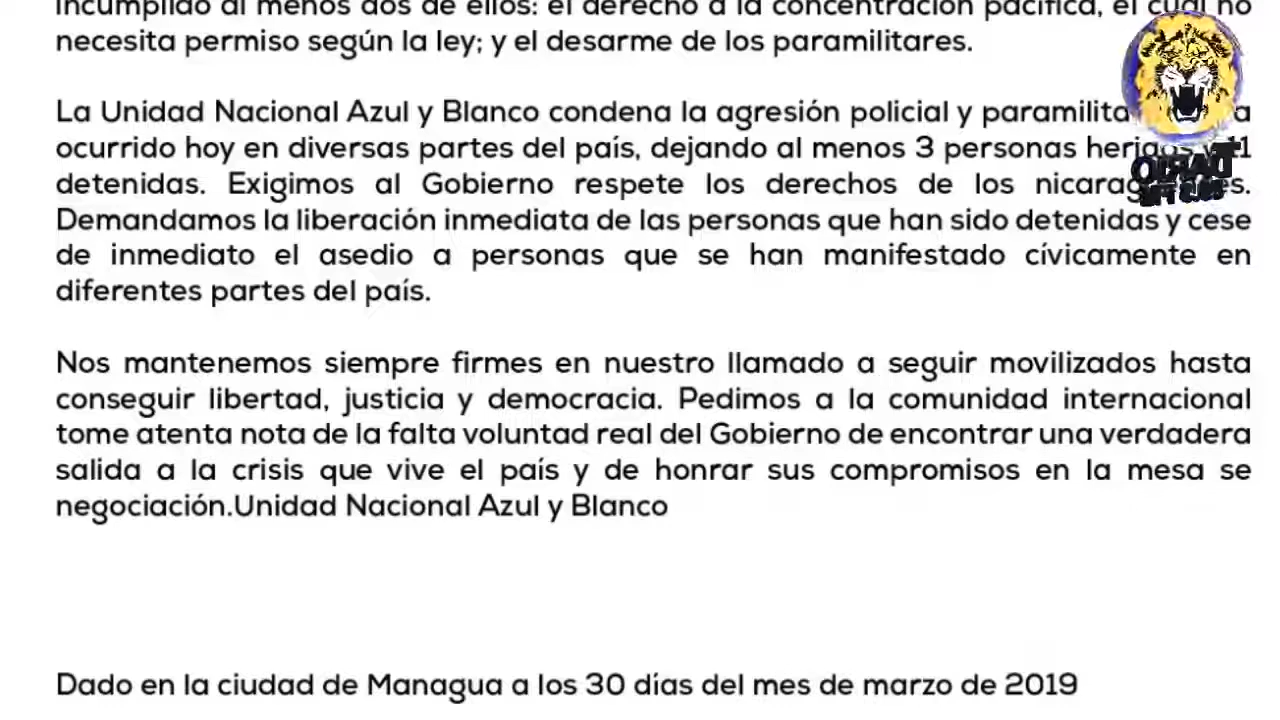 incumplido al menos dos de ellos: el derecho a la concentración pacífica, el cual no
necesita permiso según la ley; y el desarme de los paramilitares.
La Unidad Nacional Azul y Blanco condena la agresión policial y
ocurrido hoy en diversas partes del país, dejando al menos 3 personas
detenidas. Exigimos al Gobierno respete los derechos de los
Demandamos la liberación inmediata de las personas que han sido detenidas y cese
de inmediato el asedio a personas que se han manifestado cívicamente en
diferentes partes del país.
Nos mantenemos siempre firmes en nuestro llamado a seguir movilizados hasta
conseguir libertad, justicia y democracia. Pedimos a la comunidad internacional
tome atenta nota de la falta voluntad real del Gobierno de encontrar una verdadera
salida a la crisis que vive el país y de honrar sus compromisos en la mesa se
negociación.Unidad Nacional Azul y Blanco
Dado en la ciudad de Managua a los 30 días del mes de marzo de 2019